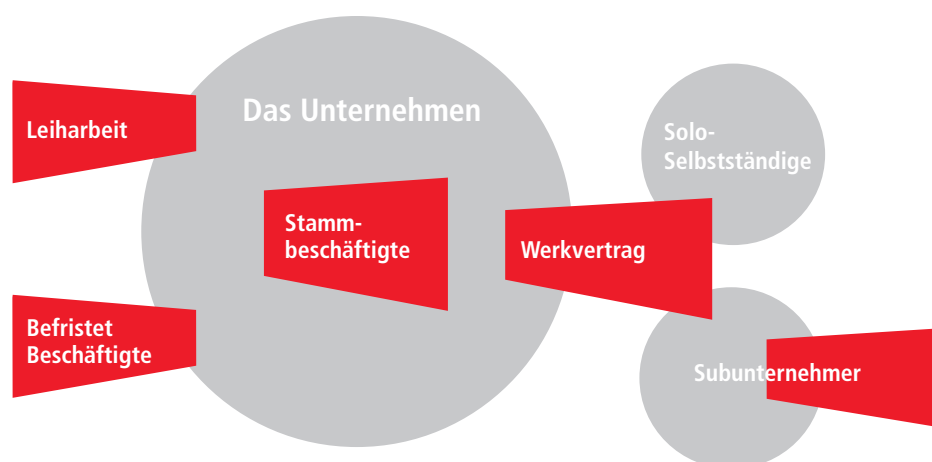 Das Unternehmen
Leiharbeit
Solo-
Selbstständige
Stamm-
beschäftigte
Werkvertrag
Befristet
Beschäftigte
Subunternehmer